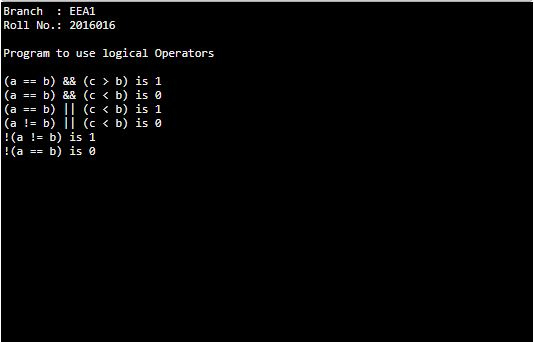 Branch  : EEA1
Roll No.: 2016016
Program to use logical Operators
(a == b) && (c > b) is 1
(a == b) && (c < b) is 0
(a == b) || (c < b) is 1
(a != b) || (c < b) is 0
!(a != b) is 1
!(a == b) is 0